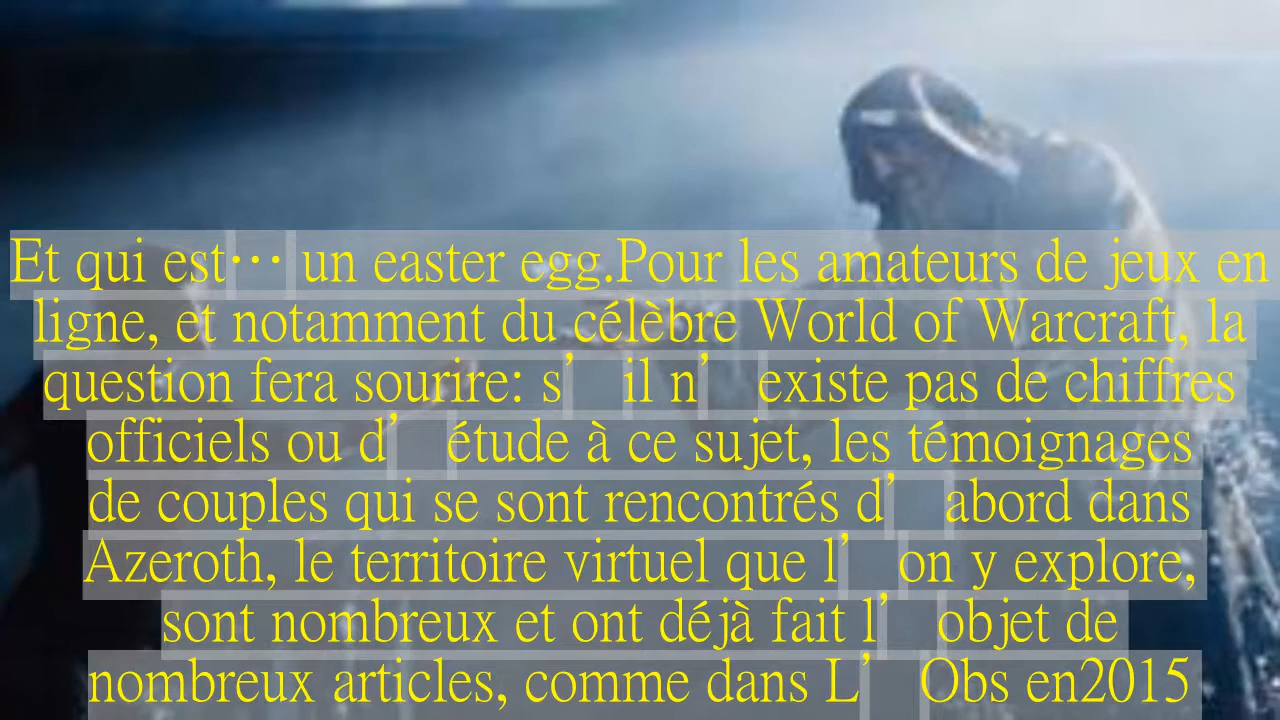 Et qui est… un easter egg.Pour les amateurs de jeux en
ligne, et notamment du célèbre World of Warcraft, la
question fera sourire: s’il n’existe pas de chiffres
officiels ou d’étude à ce sujet, les témoignages
de couples qui se sont rencontrés d’abord dans
Azeroth, le territoire virtuel que l’on y explore,
sont nombreux et ont déjà fait l’objet de
nombreux articles, comme dans L’Obs en2015